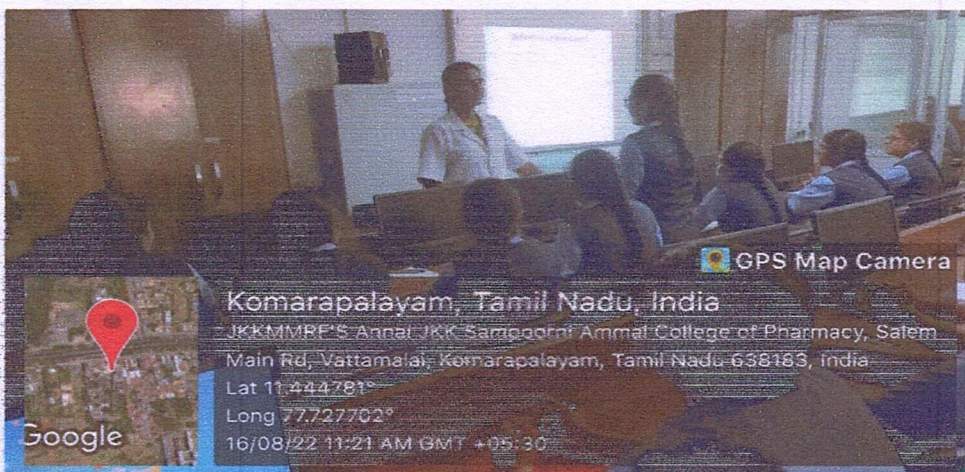 GPS Map Camera
Komarapalayam, Tamil Nadu, India
JKKMMRF'S Annai JKK Sampoorni Ammal College of Pharmacy, Salem
Main Rd, Vattamalai, Komarapalayam, Tamil Nadu 638183, India
Lat 11.444781°
Long 77.727702°
16/08/22 11:21 AM GMT +05:30
Google